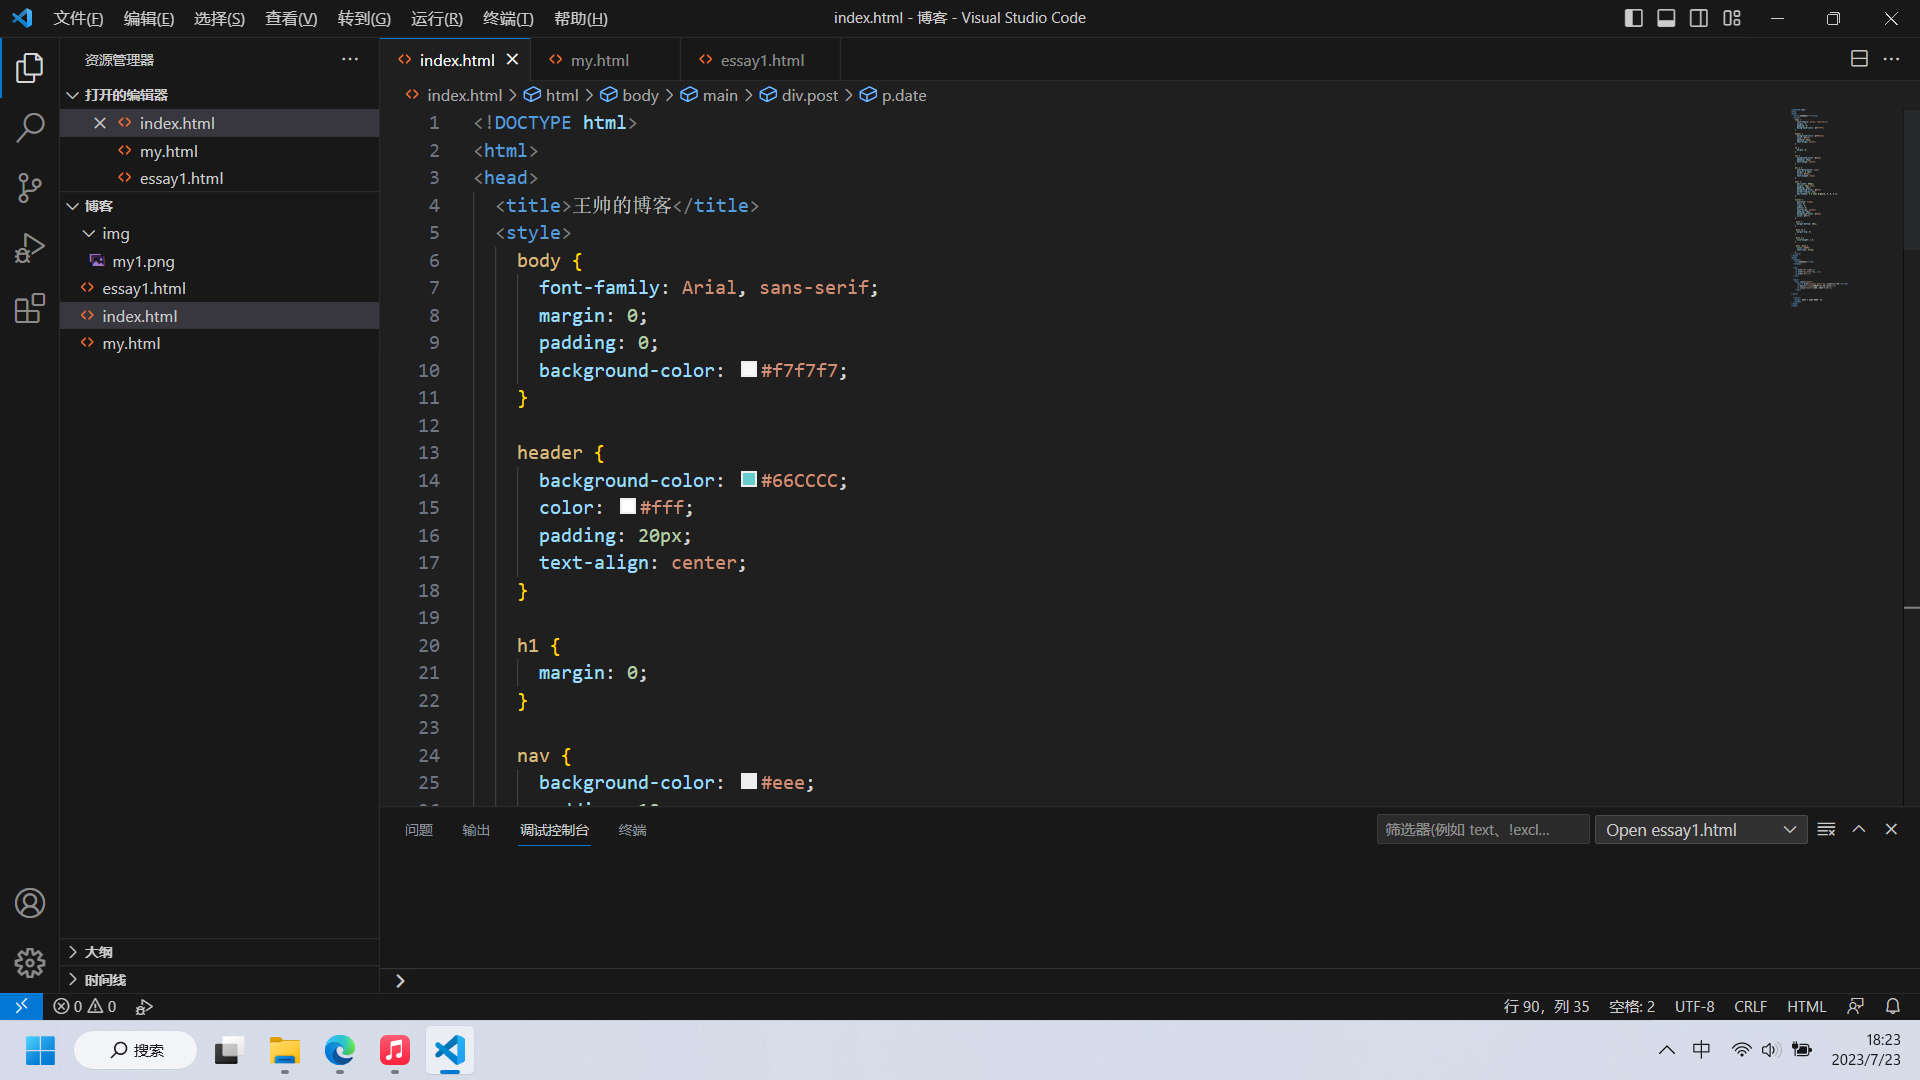 文件(F) 编辑(E) 选择(S) 查看(V) 转到(G) 运行(R) 终端(T) 帮助(H)
index.html - 博客 - Visual Studio Code
资源管理器
打开的编辑器
index.html
my.html
essay1.html
博客
img
my1.png
essay1.html
index.html
my.html
大纲
时间线
index.html my.html essay1.html
index.html > html > body > main > div.post > p.date
1 <!DOCTYPE html>
2 <html>
3 <head>
4 <title>王帅的博客</title>
5 <style>
6 body {
7 font-family: Arial, sans-serif;
8 margin: 0;
9 padding: 0;
10 background-color: #f7f7f7;
11 }
12
13 header {
14 background-color: #66CCCC;
15 color: #fff;
16 padding: 20px;
17 text-align: center;
18 }
19
20 h1 {
21 margin: 0;
22 }
23
24 nav {
25 background-color: #eee;
问题 输出 调试控制台 终端
筛选器(例如 text、!excl...
Open essay1.html
0 0
行 90，列 35 空格: 2 UTF-8 CRLF HTML
搜索
中
18:23
2023/7/23